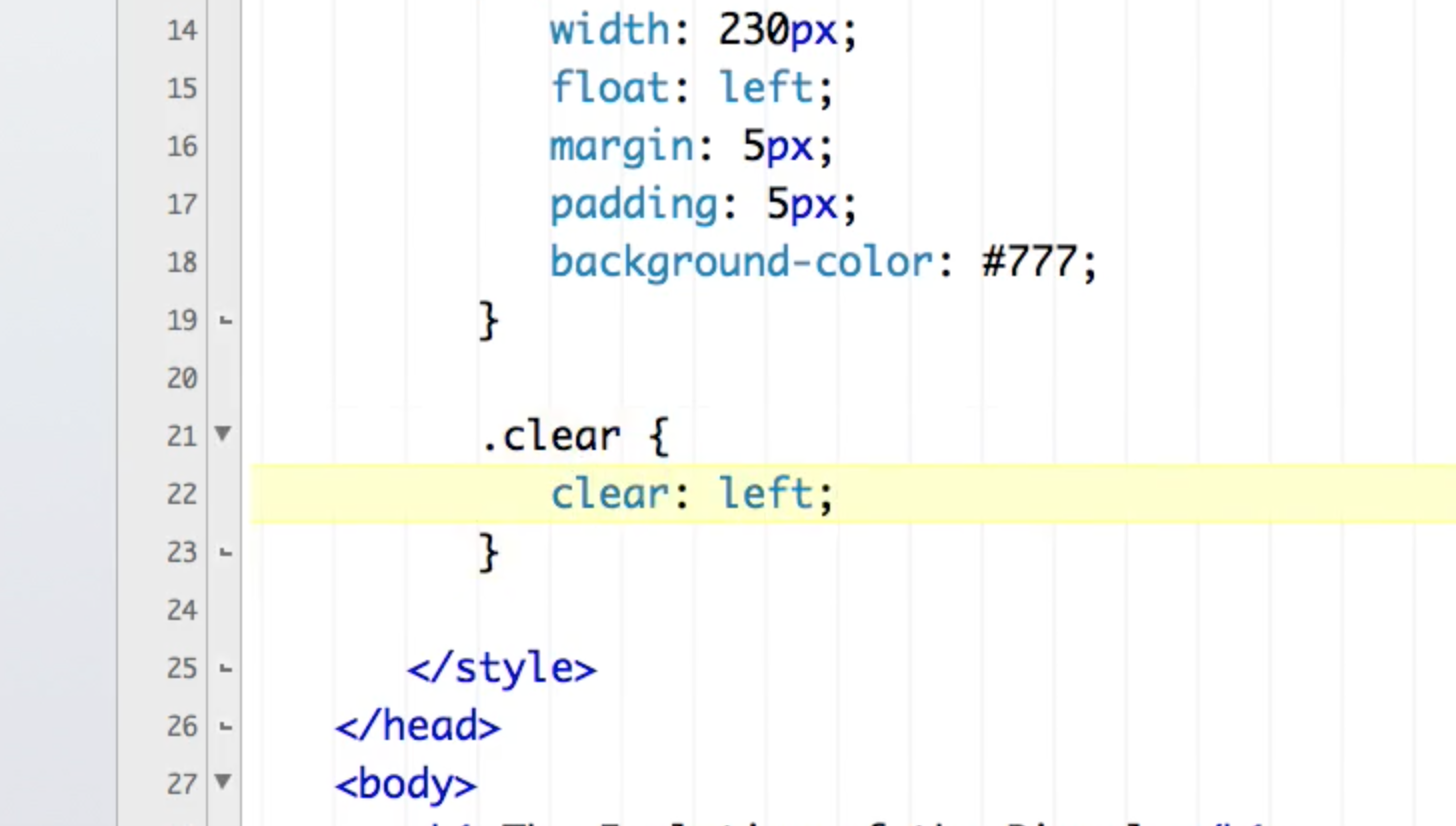 14 width: 230px;
15 float: left;
16 margin: 5px;
17 padding: 5px;
18 background-color: #777;
19 }
20
21 .clear {
22 clear: left;
23 }
24
25 </style>
26 </head>
27 <body>